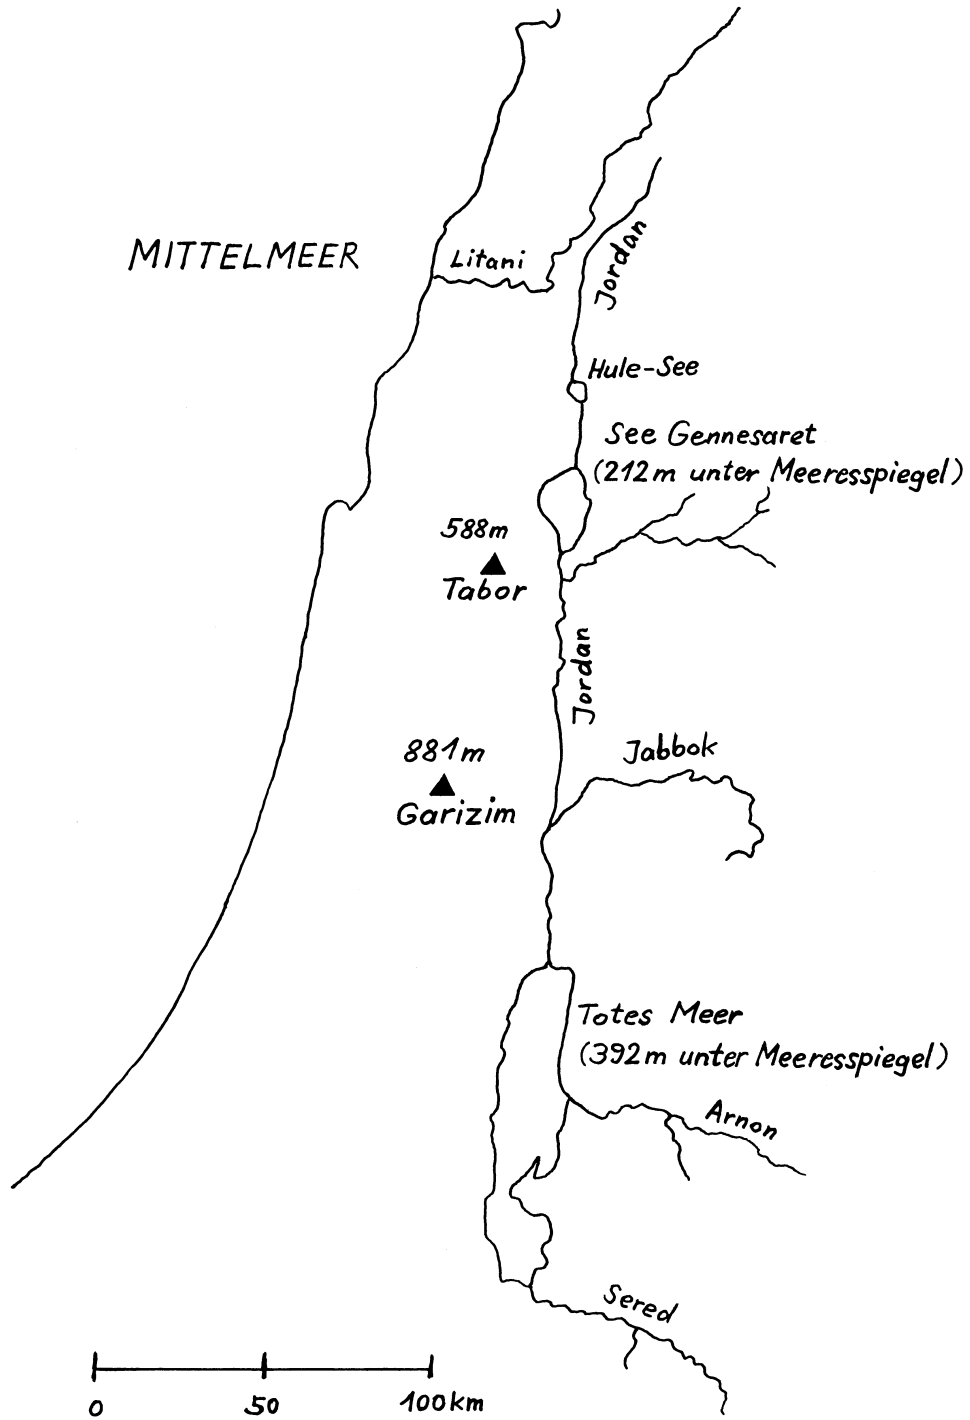 MITTELMEER
Litani
Jordan
Hule-See
See Gennesaret
(212m unter Meeresspiegel)
588m
Tabor
Jordan
881m
Garizim
Jabbok
Totes Meer
(392m unter Meeresspiegel)
Arnon
Sered
0 50 100km